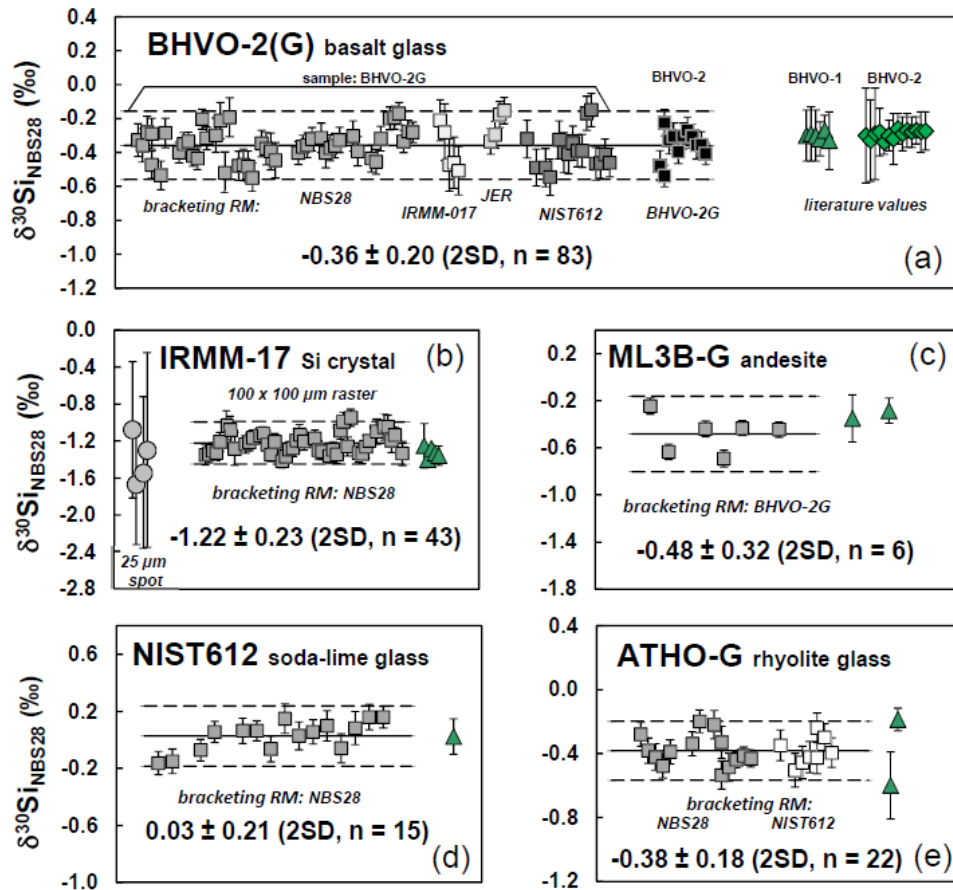 BHVO-2(G) basalt glass
sample: BHVO-2G
BHVO-2
BHVO-1 BHVO-2
δ³⁰Si_NBS28 (‰)
0.4
0.2
0.0
-0.2
-0.4
-0.6
-0.8
-1.0
-1.2
bracketing RM: NBS28 IRMM-017 JER NIST612 BHVO-2G literature values
-0.36 ± 0.20 (2SD, n = 83)
(a)
IRMM-17 Si crystal (b)
100 x 100 µm raster
δ³⁰Si_NBS28 (‰)
0.0
-0.4
-0.8
-1.2
-1.6
-2.0
-2.4
-2.8
bracketing RM: NBS28
-1.22 ± 0.23 (2SD, n = 43)
25 µm
spot
ML3B-G andesite (c)
0.2
-0.2
-0.6
-1.0
-1.4
-1.8
bracketing RM: BHVO-2G
-0.48 ± 0.32 (2SD, n = 6)
NIST612 soda-lime glass
δ³⁰Si_NBS28 (‰)
0.6
0.2
-0.2
-0.6
-1.0
bracketing RM: NBS28
0.03 ± 0.21 (2SD, n = 15)
(d)
ATHO-G rhyolite glass
0.4
0.0
-0.4
-0.8
-1.2
bracketing RM:
NBS28 NIST612
-0.38 ± 0.18 (2SD, n = 22)
(e)